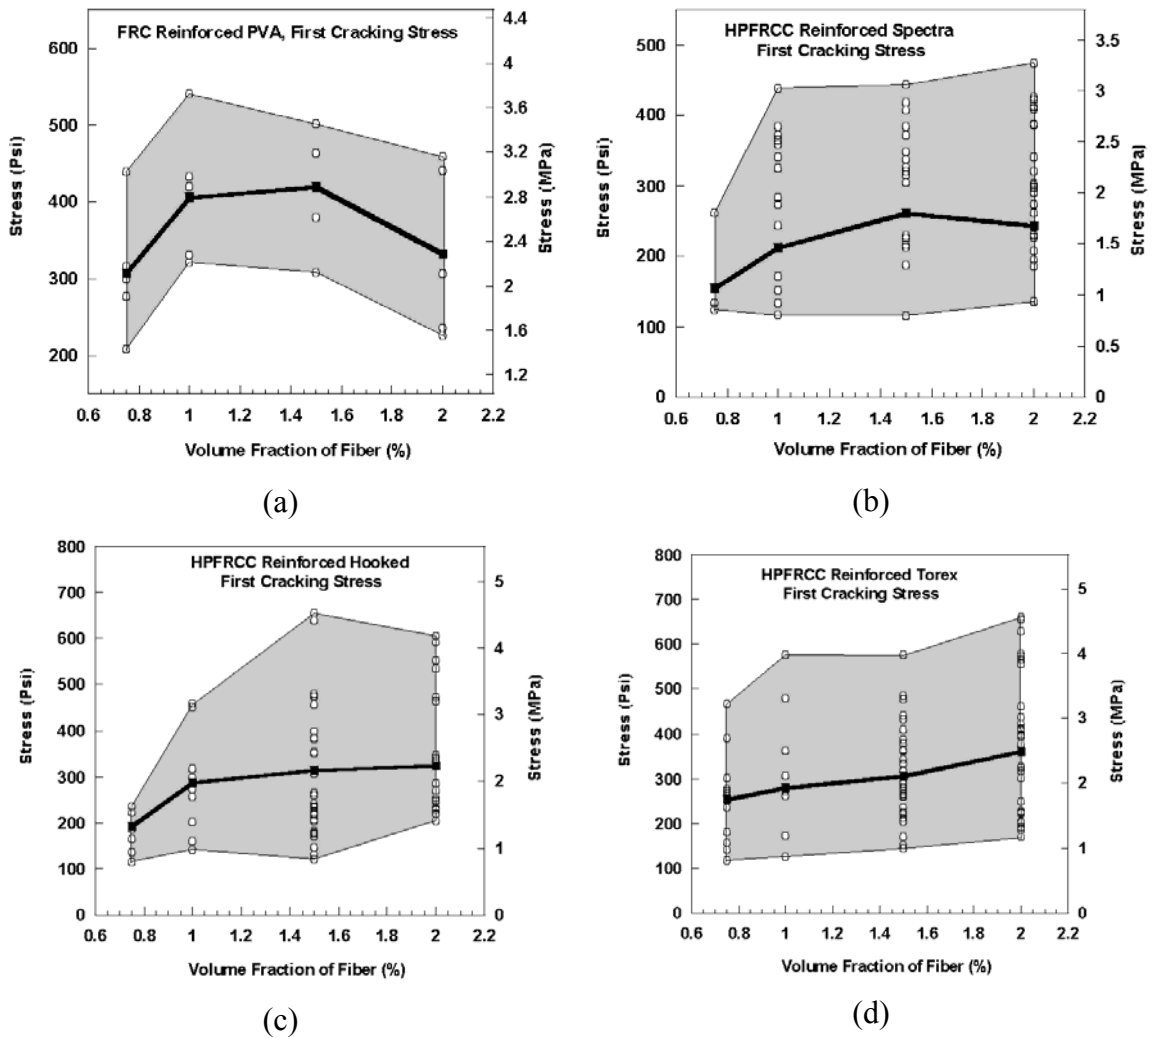 FRC Reinforced PVA, First Cracking Stress
600
500
400
300
200
4.4
4
3.6
3.2
2.8
2.4
2
1.6
1.2
Stress (Psi)
Stress (MPa)
0.6 0.8 1 1.2 1.4 1.6 1.8 2 2.2
Volume Fraction of Fiber (%)
(a)
HPFRCC Reinforced Spectra
First Cracking Stress
500
400
300
200
100
0
3.5
3
2.5
2
1.5
1
0.5
0
Stress (Psi)
Stress (MPa)
0.6 0.8 1 1.2 1.4 1.6 1.8 2 2.2
Volume Fraction of Fiber (%)
(b)
HPFRCC Reinforced Hooked
First Cracking Stress
800
700
600
500
400
300
200
100
0
5
4
3
2
1
0
Stress (Psi)
Stress (MPa)
0.6 0.8 1 1.2 1.4 1.6 1.8 2 2.2
Volume Fraction of Fiber (%)
(c)
HPFRCC Reinforced Torex
First Cracking Stress
800
700
600
500
400
300
200
100
0
5
4
3
2
1
0
Stress (Psi)
Stress (MPa)
0.6 0.8 1 1.2 1.4 1.6 1.8 2 2.2
Volume Fraction of Fiber (%)
(d)